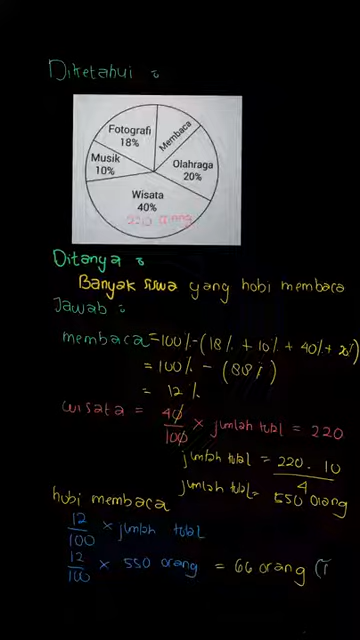 Diketahui :
Fotografi
18%
Membaca
Musik
10%
Olahraga
20%
Wisata
40%
220 orang
Ditanya :
Banyak siswa yang hobi membaca
Jawab :
membaca = 100% - (18% + 10% + 40% + 20%)
= 100% - (88%)
= 12%
wisata = 40/100 × jumlah total = 220
jumlah total = 220 . 10 / 4
jumlah total = 550 orang
hobi membaca
12/100 × jumlah total
12/100 × 550 orang = 66 orang (